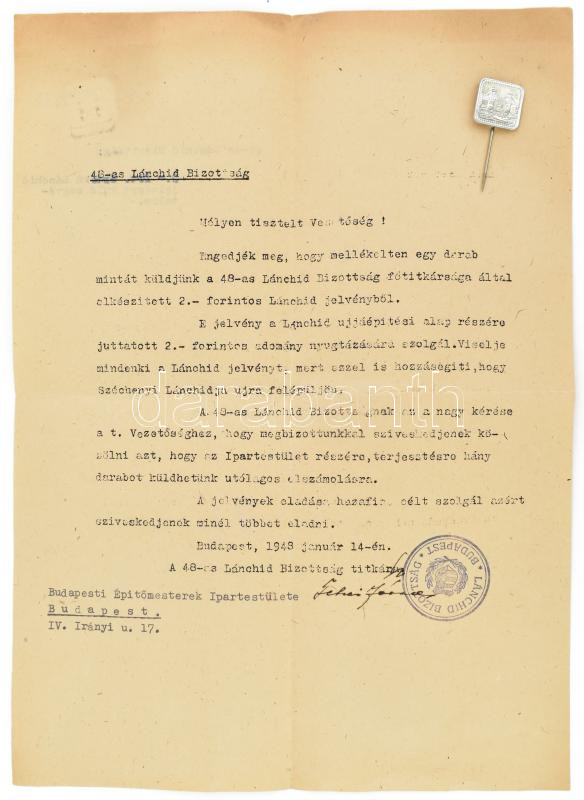 48-as Lánchid Bizottság
Mélyen tisztelt Vezetőség !
Engedjék meg, hogy mellékelten egy darab
mintát küldjünk a 48-as Lánchid Bizottság főtitkársága által
elkészitett 2.- forintos Lánchid jelvényből.
E jelvény a Lánchid ujjáépitési alap részére
juttatott 2.- forintos adomány nyugtázására szolgál.Viselje
mindenki a Lánchid jelvényt, mert ezzel is hozzásegiti,hogy
Széchenyi Lánchidja ujra felépüljön.
A 48-as Lánchid Bizottságnak ez a nagy kérése
a t. Vezetőséghez, hogy megbizottunkkal sziveskedjenek kö-
zölni azt, hogy az Ipartestület részére,terjesztésre hány
darabot küldhetünk utólagos elszámolásra.
A jelvények eladása hazafias célt szolgál azért
sziveskedjenek minél többet eladni.
Budapest, 1948 január 14-én.
A 48-as Lánchid Bizottság titkára
LÁNCHID BIZOTTSÁG • BUDAPEST •
Budapesti Épitőmesterek Ipartestülete
Budapest.
IV. Irányi u. 17.
darabanth